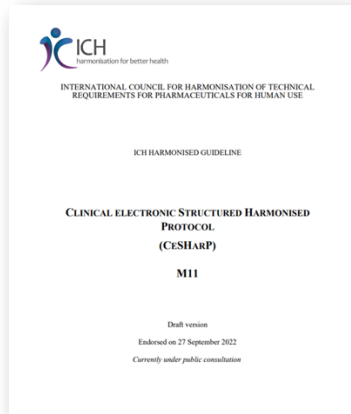 ICH
harmonisation for better health
INTERNATIONAL COUNCIL FOR HARMONISATION OF TECHNICAL
REQUIREMENTS FOR PHARMACEUTICALS FOR HUMAN USE
ICH HARMONISED GUIDELINE
CLINICAL ELECTRONIC STRUCTURED HARMONISED
PROTOCOL
(CESHARP)
M11
Draft version
Endorsed on 27 September 2022
Currently under public consultation